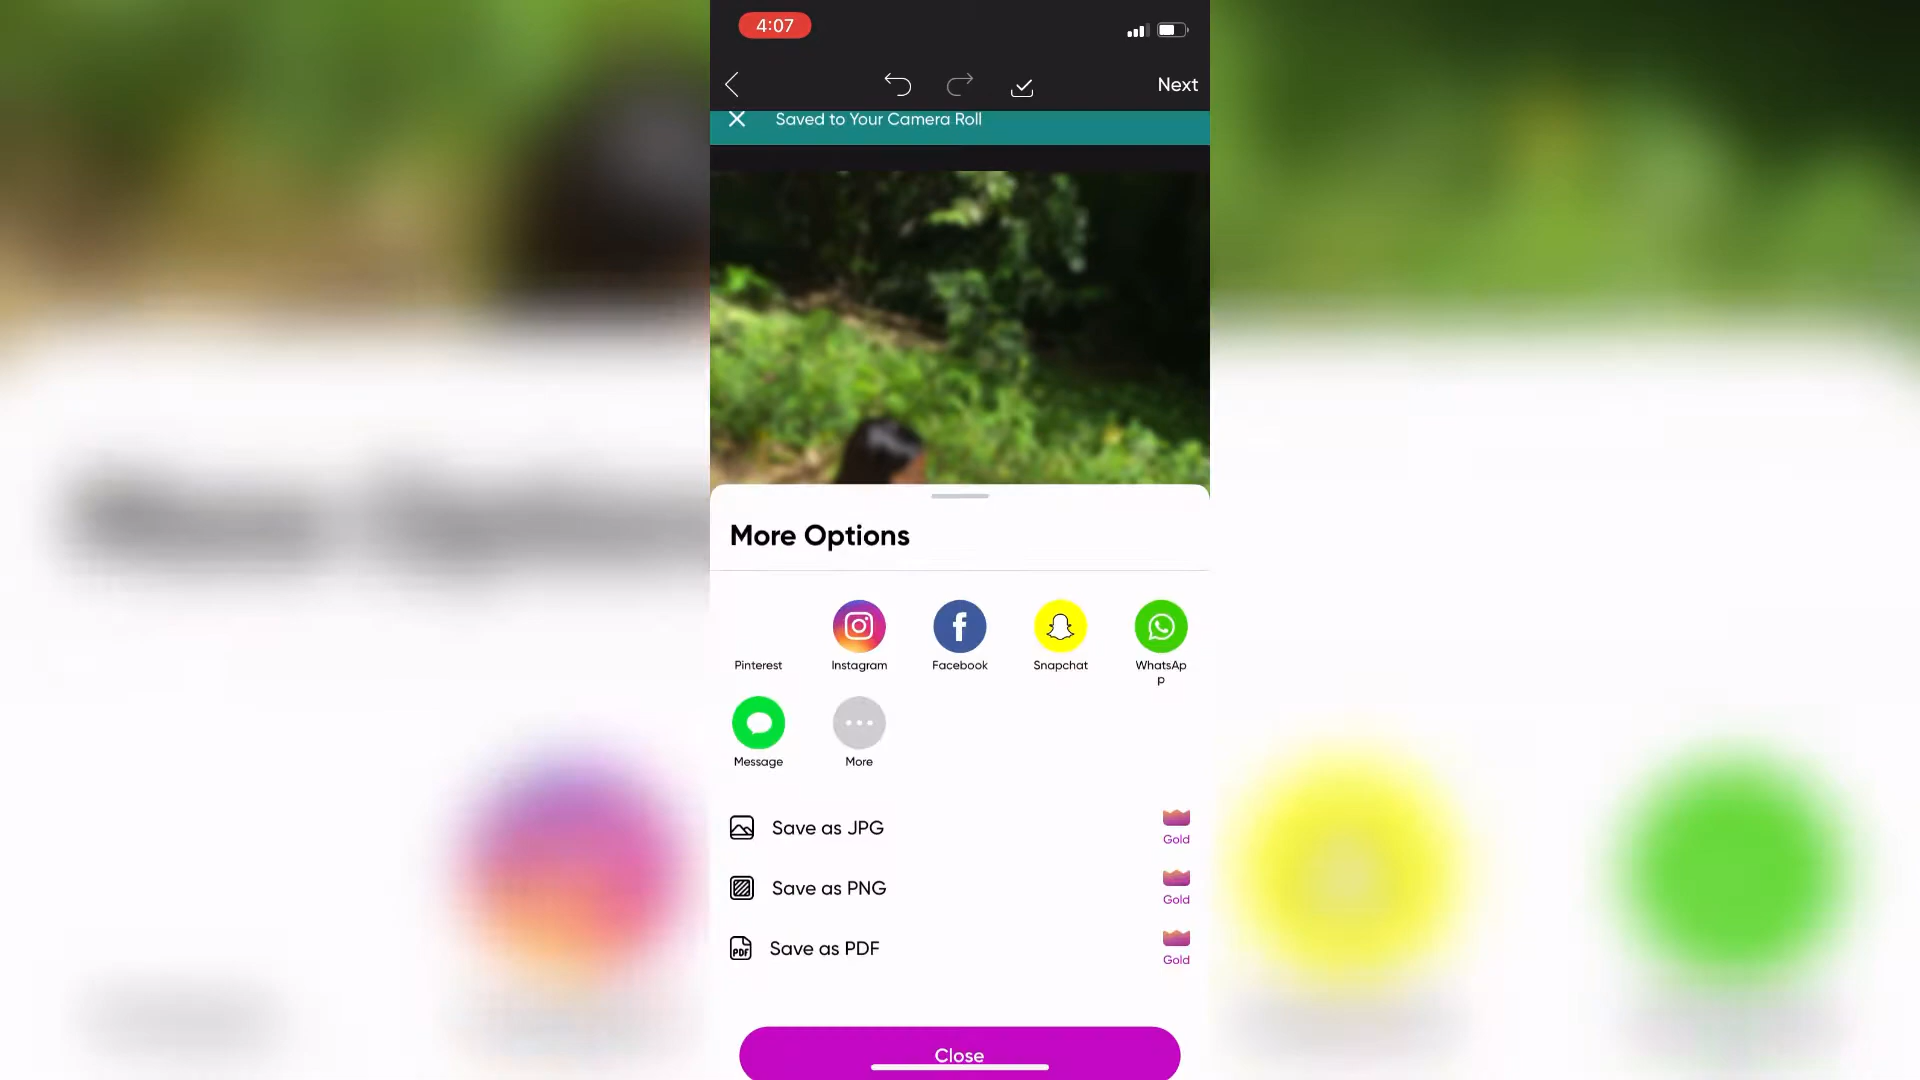 4:07
Next
Saved to Your Camera Roll
More Options
Pinterest
Instagram
Facebook
Snapchat
WhatsAp
p
Message
More
Save as JPG
Gold
Save as PNG
Gold
PDF
Save as PDF
Gold
Close